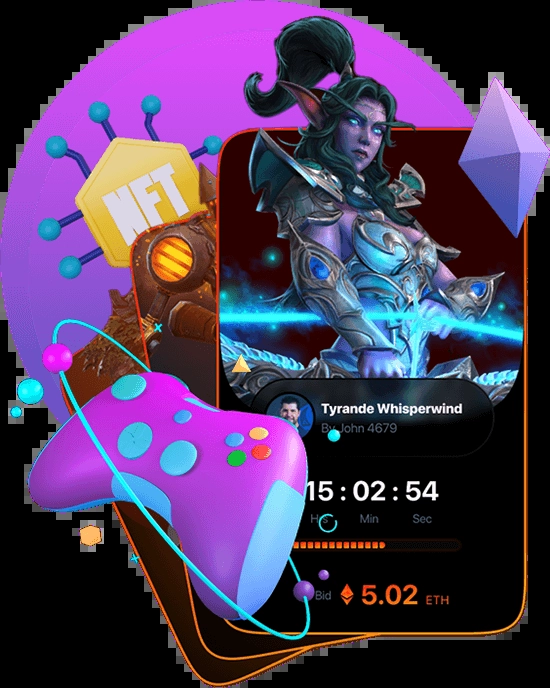 NFT
Tyrande Whisperwind
By John 4679
15 : 02 : 54
Hrs Min Sec
Bid 5.02 ETH